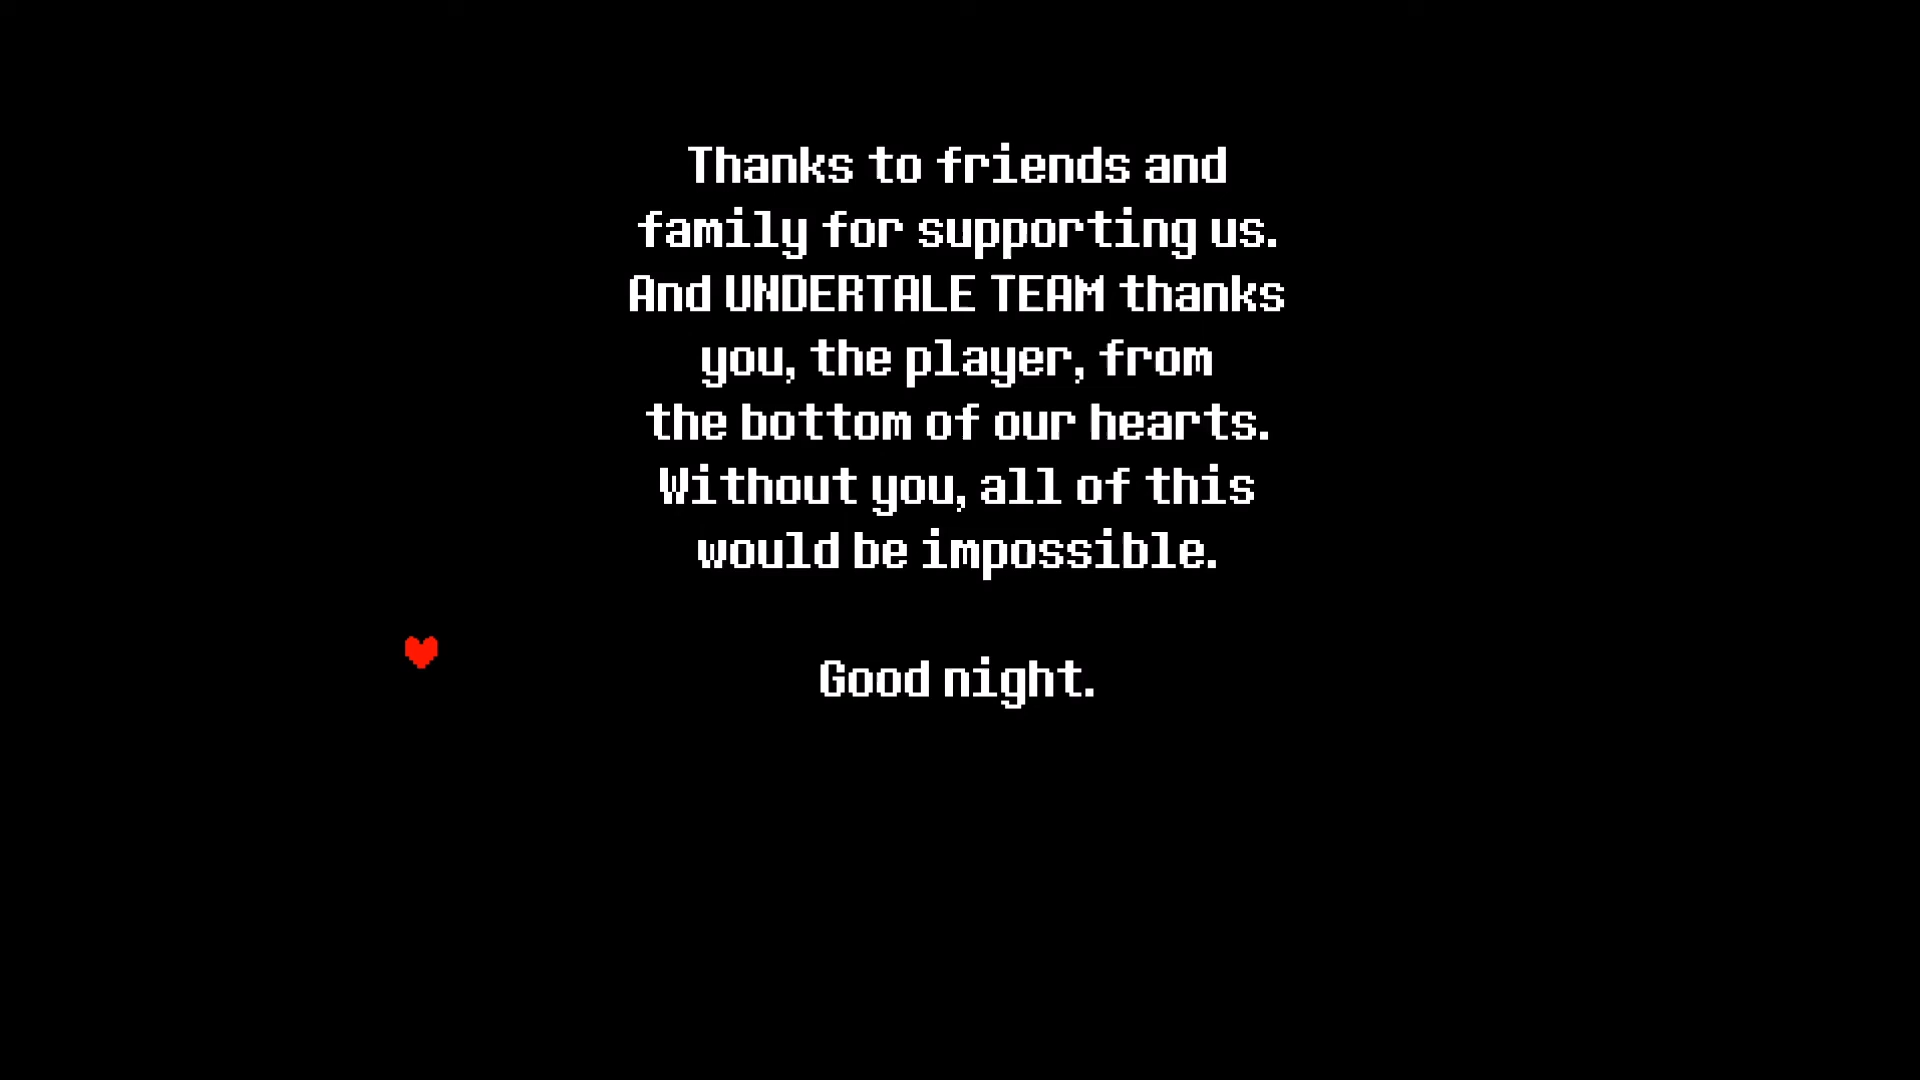 Thanks to friends and
family for supporting us.
And UNDERTALE TEAM thanks
you, the player, from
the bottom of our hearts.
Without you, all of this
would be impossible.
Good night.